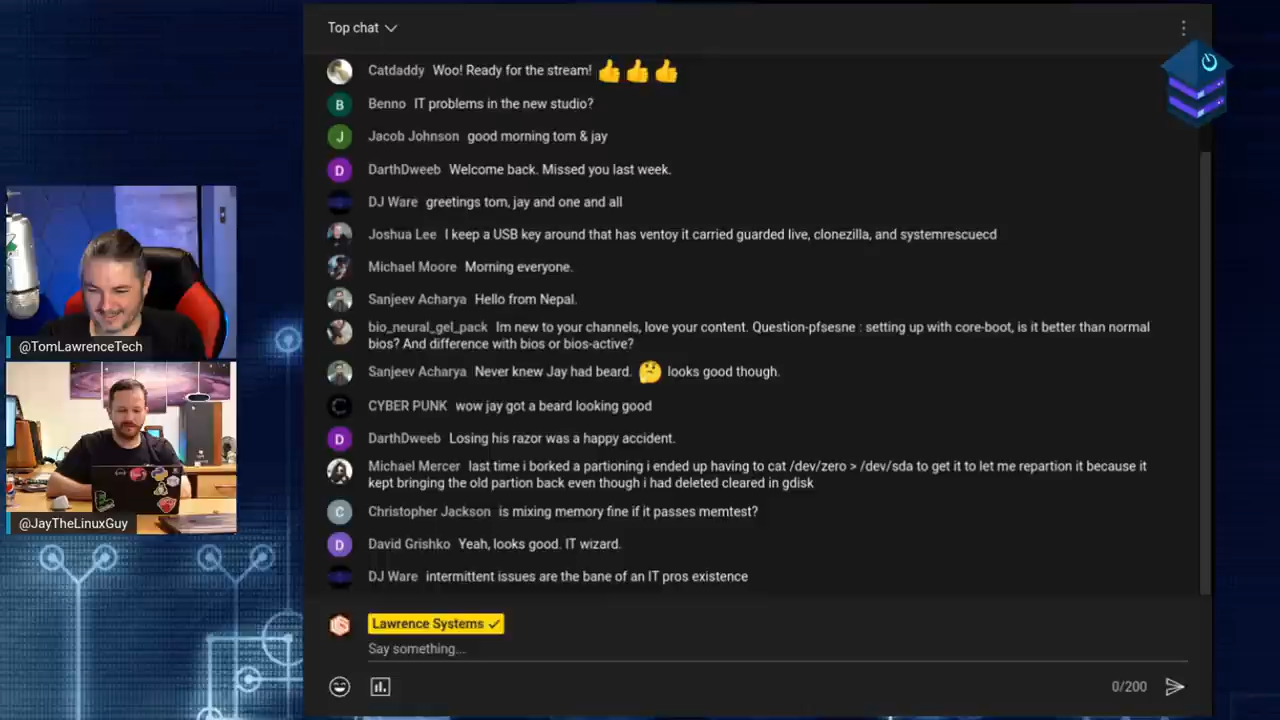 Top chat
Catdaddy Woo! Ready for the stream! 👍👍👍
Benno IT problems in the new studio?
J Jacob Johnson good morning tom & jay
D DarthDweeb Welcome back. Missed you last week.
DJ Ware greetings tom, jay and one and all
Joshua Lee I keep a USB key around that has ventoy it carried guarded live, clonezilla, and systemrescuecd
Michael Moore Morning everyone.
Sanjeev Acharya Hello from Nepal.
bio_neural_gel_pack Im new to your channels, love your content. Question-pfsesne : setting up with core-boot, is it better than normal
bios? And difference with bios or bios-active?
Sanjeev Acharya Never knew Jay had beard. 🤔 looks good though.
CYBER PUNK wow jay got a beard looking good
D DarthDweeb Losing his razor was a happy accident.
Michael Mercer last time i borked a partioning i ended up having to cat /dev/zero > /dev/sda to get it to let me repartion it because it
kept bringing the old partion back even though i had deleted cleared in gdisk
C Christopher Jackson is mixing memory fine if it passes memtest?
D David Grishko Yeah, looks good. IT wizard.
DJ Ware intermittent issues are the bane of an IT pros existence
Lawrence Systems ✓
Say something...
0/200
@TomLawrenceTech
@JayTheLinuxGuy